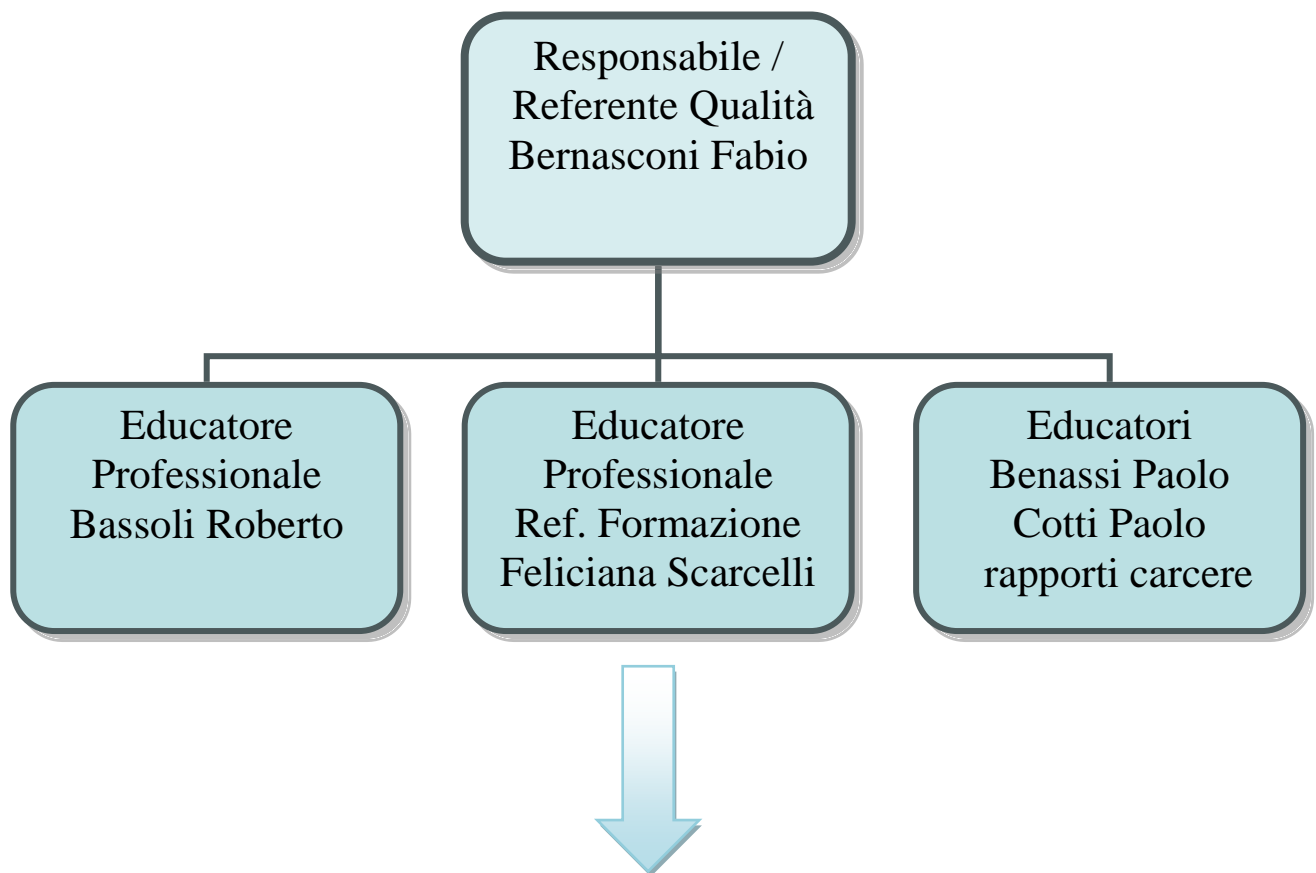 Responsabile /
Referente Qualità
Bernasconi Fabio
Educatore
Professionale
Bassoli Roberto
Educatore
Professionale
Ref. Formazione
Feliciana Scarcelli
Educatori
Benassi Paolo
Cotti Paolo
rapporti carcere